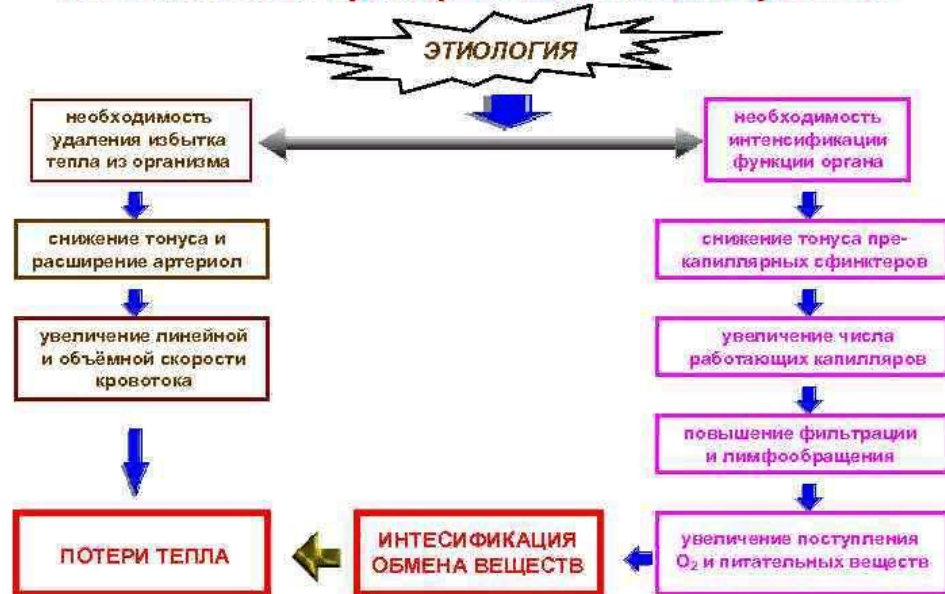 ЭТИОЛОГИЯ
необходимость
удаления избытка
тепла из организма
необходимость
интенсификации
функции органа
снижение тонуса и
расширение артериол
снижение тонуса пре-
капиллярных сфинктеров
увеличение линейной
и объёмной скорости
кровотока
увеличение числа
работающих капилляров
повышение фильтрации
и лимфообращения
ПОТЕРИ ТЕПЛА
ИНТЕСИФИКАЦИЯ
ОБМЕНА ВЕЩЕСТВ
увеличение поступления
O₂ и питательных веществ